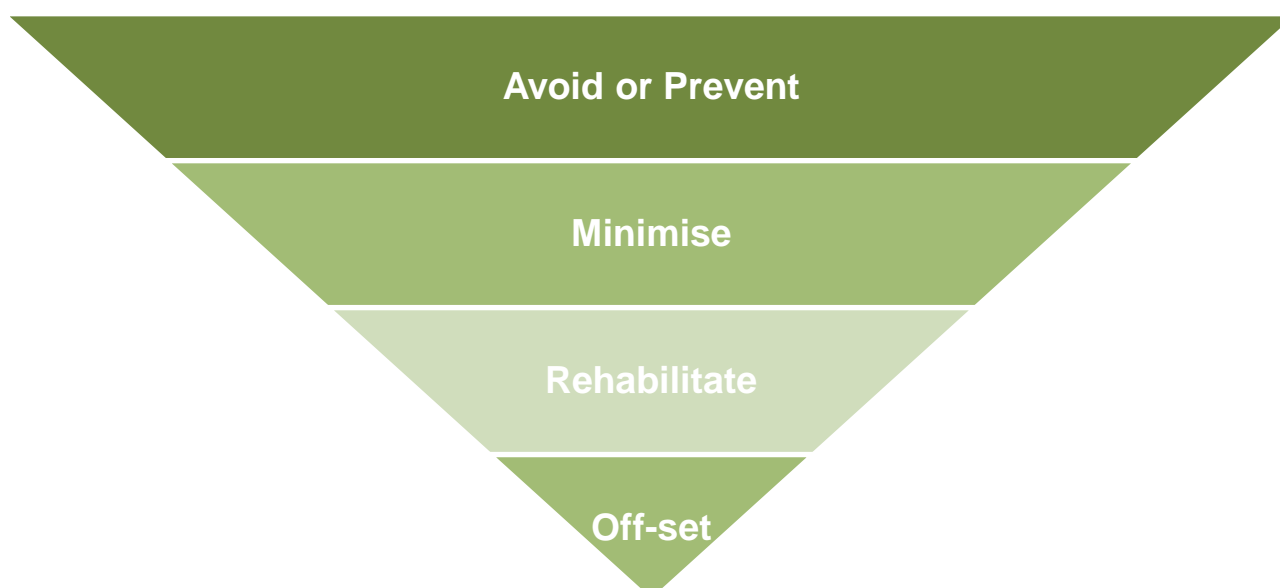 Avoid or Prevent
Minimise
Rehabilitate
Off-set